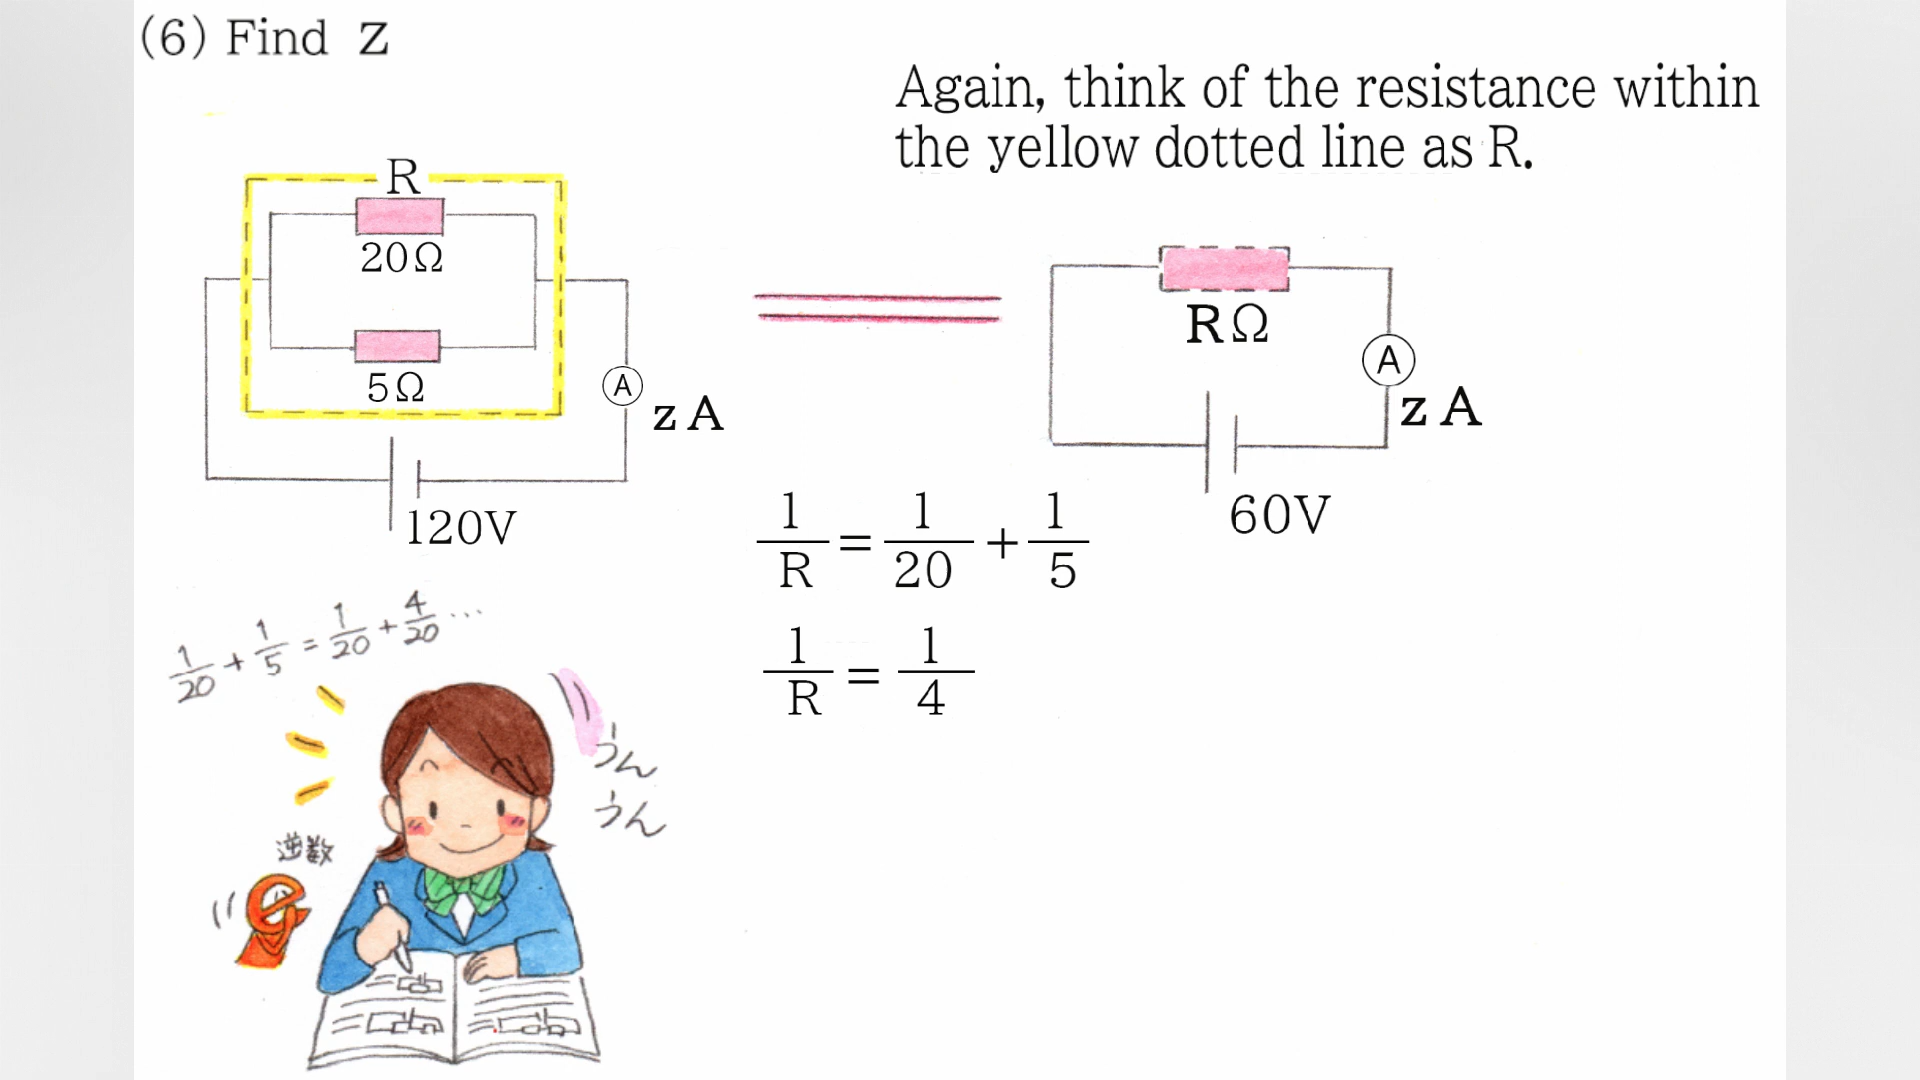 (6) Find z
Again, think of the resistance within
the yellow dotted line as R.
R
20Ω
5Ω
A
z A
120V
RΩ
A
z A
60V
1/R = 1/20 + 1/5
1/R = 1/4
1/20 + 1/5 = 1/20 + 4/20 ...
うん
うん
逆数